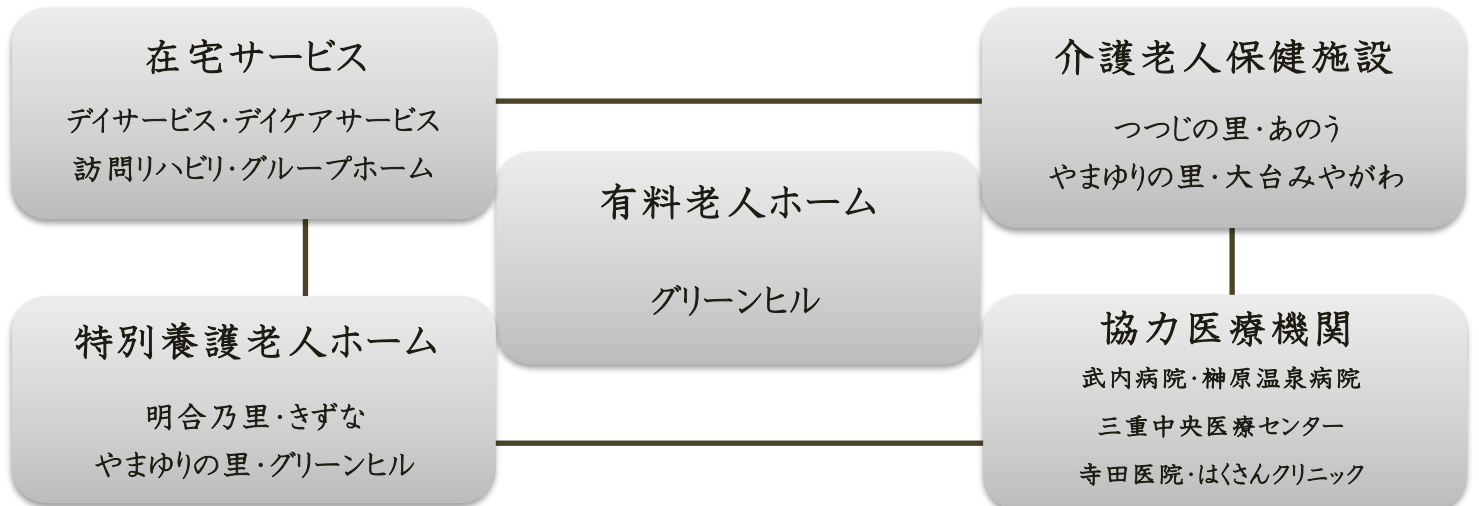 在宅サービス
デイサービス・デイケアサービス
訪問リハビリ・グループホーム
介護老人保健施設
つつじの里・あのう
やまゆりの里・大台みやがわ
有料老人ホーム
グリーンヒル
特別養護老人ホーム
明合乃里・きずな
やまゆりの里・グリーンヒル
協力医療機関
武内病院・榊原温泉病院
三重中央医療センター
寺田医院・はくさんクリニック